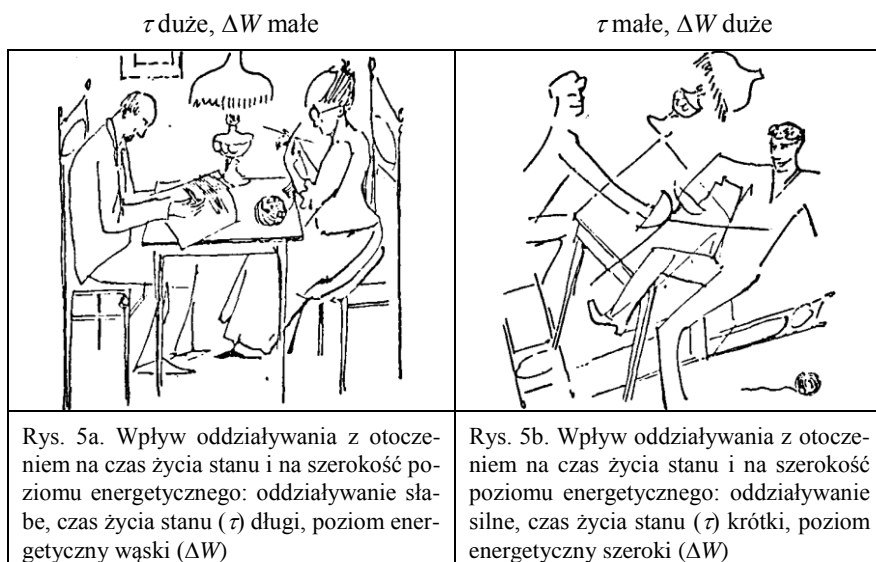 τ duże, ΔW małe
τ małe, ΔW duże
Rys. 5a. Wpływ oddziaływania z otocze-
niem na czas życia stanu i na szerokość po-
ziomu energetycznego: oddziaływanie sła-
be, czas życia stanu (τ) długi, poziom ener-
getyczny wąski (ΔW)
Rys. 5b. Wpływ oddziaływania z otocze-
niem na czas życia stanu i na szerokość
poziomu energetycznego: oddziaływanie
silne, czas życia stanu (τ) krótki, poziom
energetyczny szeroki (ΔW)